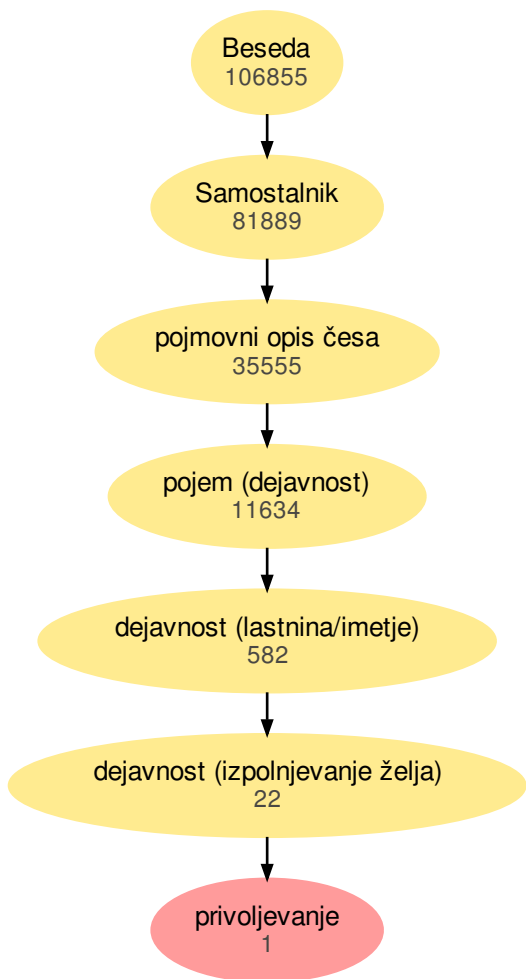 Beseda
106855
Samostalnik
81889
pojmovni opis česa
35555
pojem (dejavnost)
11634
dejavnost (lastnina/imetje)
582
dejavnost (izpolnjevanje želja)
22
privoljevanje
1